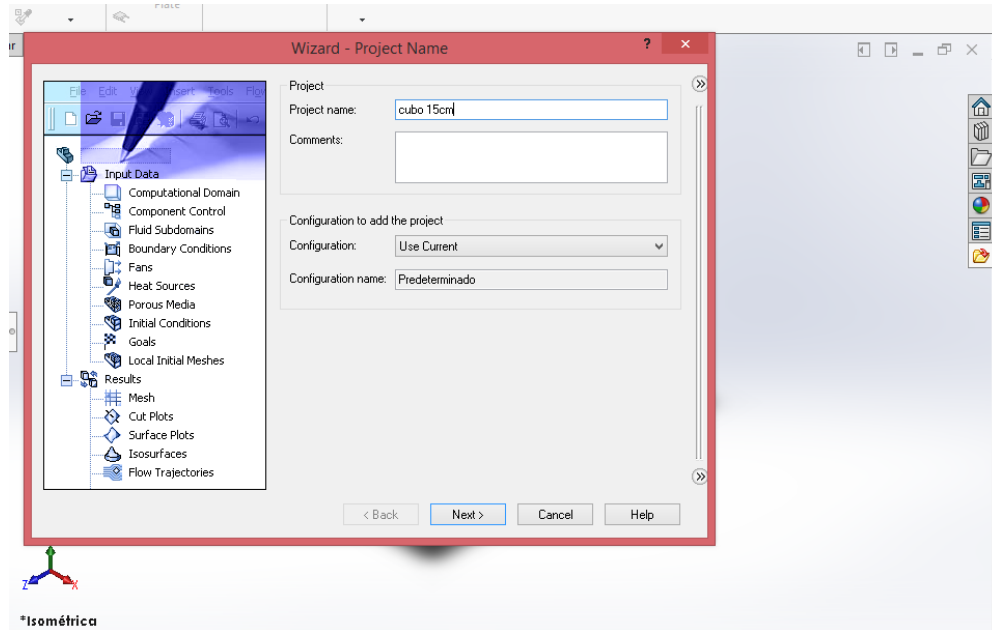 Plate
ar
Wizard - Project Name
?
File Edit View Insert Tools Flow
Input Data
Computational Domain
Component Control
Fluid Subdomains
Boundary Conditions
Fans
Heat Sources
Porous Media
Initial Conditions
Goals
Local Initial Meshes
Results
Mesh
Cut Plots
Surface Plots
Isosurfaces
Flow Trajectories
Project
Project name: cubo 15cm
Comments:
Configuration to add the project
Configuration: Use Current
Configuration name: Predeterminado
< Back Next > Cancel Help
Z X
*Isométrica